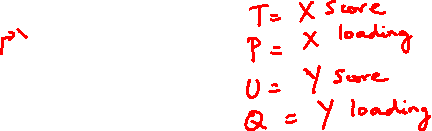 T = X score
P = X loading
U = Y score
Q = Y loading